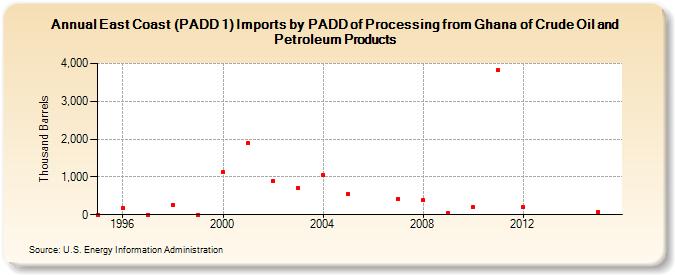 Annual East Coast (PADD 1) Imports by PADD of Processing from Ghana of Crude Oil and
Petroleum Products
Thousand Barrels
4,000
3,000
2,000
1,000
0
1996
2000
2004
2008
2012
Source: U.S. Energy Information Administration